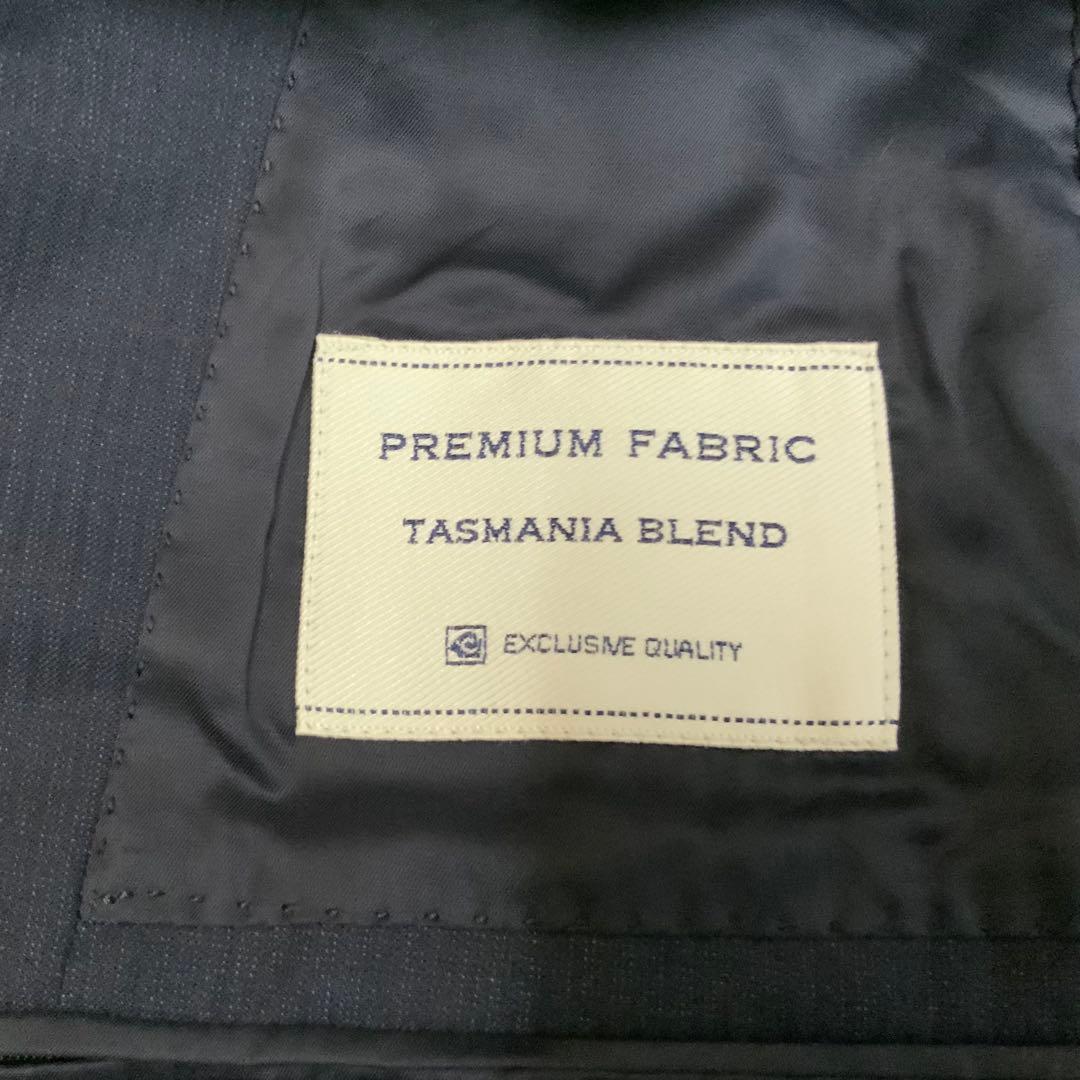 PREMIUM FABRIC
TASMANIA BLEND
EXCLUSIVE QUALITY